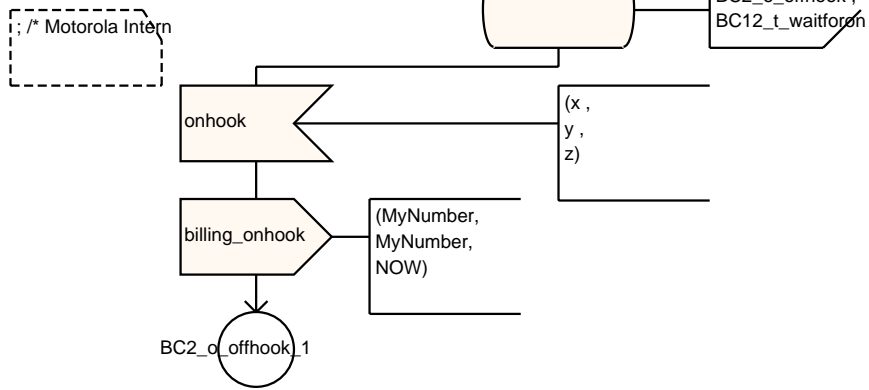 ; /* Motorola Intern
BC12_t_waitforon
onhook
(x ,
y ,
z)
billing_onhook
(MyNumber,
MyNumber,
NOW)
BC2_o_offhook_1